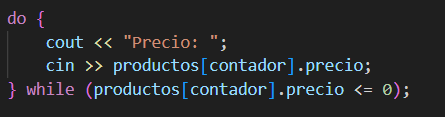 do {
    cout << "Precio: ";
    cin >> productos[contador].precio;
} while (productos[contador].precio <= 0);